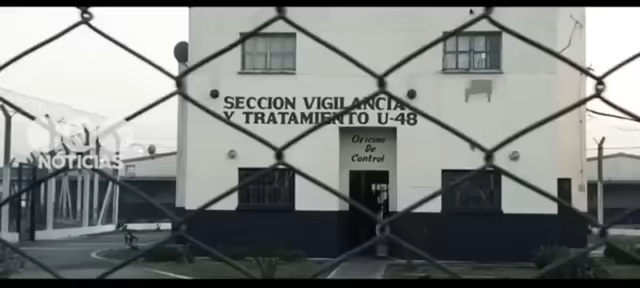 SECCION VIGILANCIA
Y TRATAMIENTO U-48
Oficina
De
Control
NOTICIAS